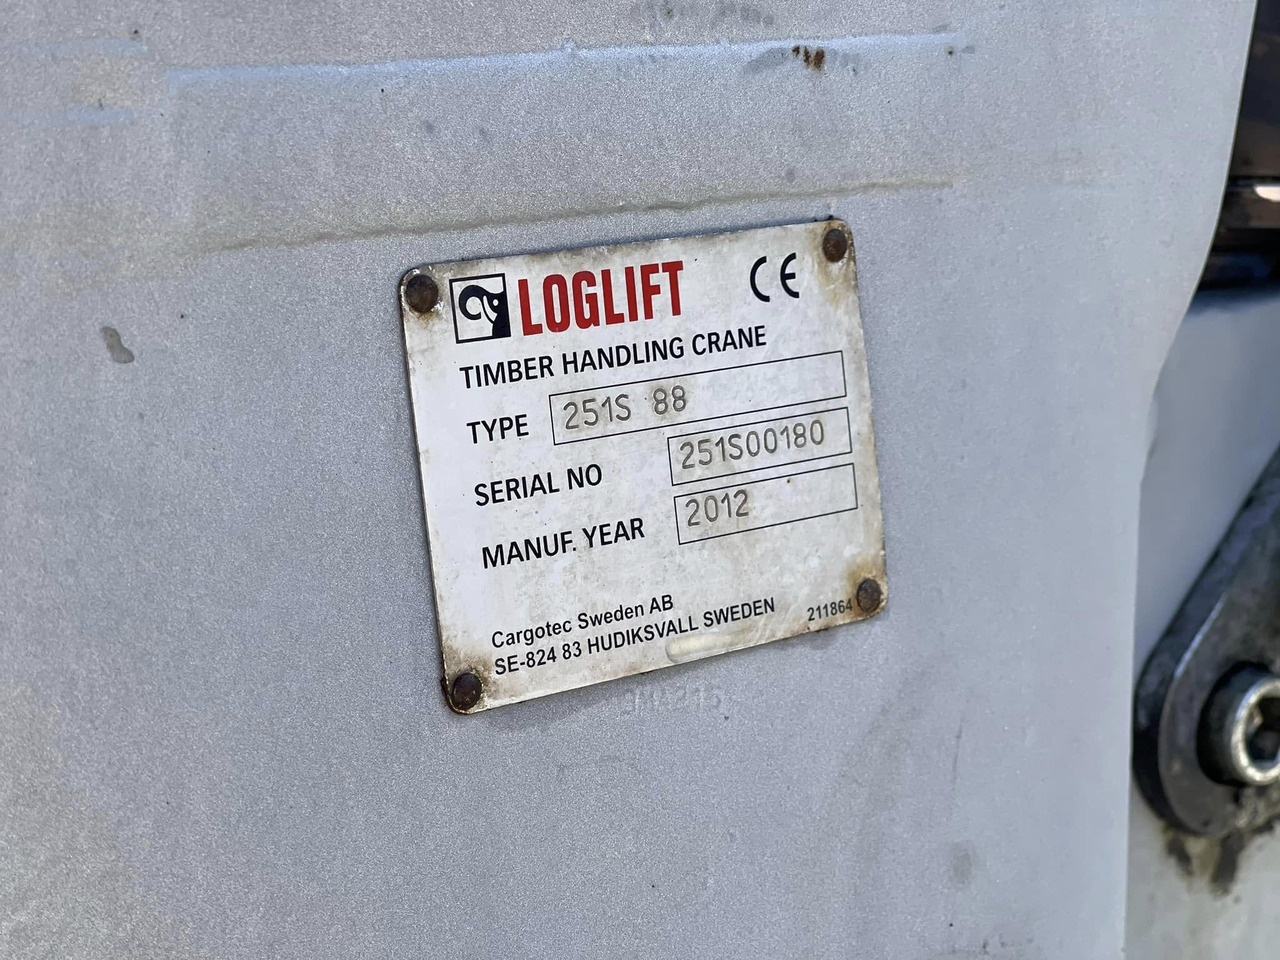 LOGLIFT CE
TIMBER HANDLING CRANE
TYPE 251S 88
SERIAL NO 251S00180
MANUF. YEAR 2012
Cargotec Sweden AB
SE-824 83 HUDIKSVALL SWEDEN 211864